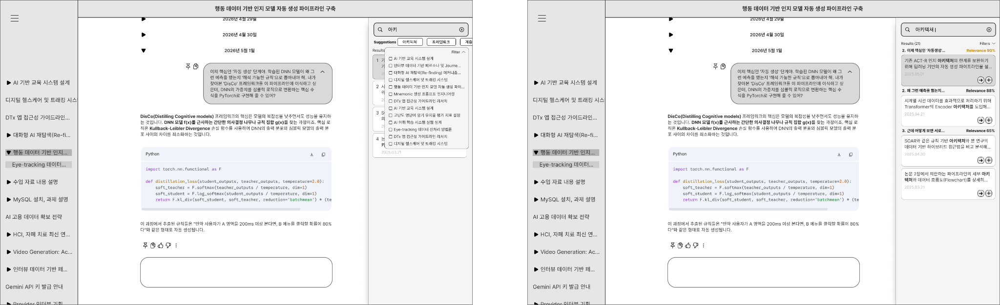 행동 데이터 기반 인지 모델 자동 생성 파이프라인 구축
AI 기반 교육 시스템 설계
디지털 헬스케어 및 트래킹 시스
DTx 앱 접근성 가이드라인...
대화형 AI 재탐색(Re-fi...
행동 데이터 기반 인지...
Eye-tracking 데이터...
수업 자료 내용 설명
MySQL 설치, 과제 설명
AI 고용 데이터 확보 전략
HCI, 자폐 치료 최신 연...
Video Generation: Ac...
인터뷰 데이터 기반 페...
Gemini API 키 발급 안내
Provider 인터뷰 기획
2026년 4월 29일
2026년 4월 30일
2026년 5월 1일
이제 핵심인 '자동 생성' 단계야. 학습된 DNN 모델이 왜 그
런 예측을 했는지 '해석 가능한 규칙'으로 뽑아내야 해. 내가
찾아본 'DisCo' 프레임워크를 이 파이프라인에 이식하고 싶
은데, DNN의 가중치를 심볼릭 로직으로 변환하는 핵심 수
식을 PyTorch로 구현해 줄 수 있어?
DisCo(Distilling Cognitive models) 프레임워크의 핵심은 모델의 복잡성을 낮추면서도 성능을 유지하
는 것입니다. DNN 모델 f(x)를 근사하는 간단한 의사결정 나무나 규칙 집합 g(x)를 찾는 과정이죠. 핵심 로
직은 Kullback-Leibler Divergence 손실 함수를 사용하여 DNN의 출력 분포와 심볼릭 모델의 출력 분
포 사이의 차이를 최소화하는 것입니다.
Python
import torch.nn.functional as F
def distillation_loss(student_outputs, teacher_outputs, temperature=2.0):
soft_teacher = F.softmax(teacher_outputs / temperature, dim=1)
soft_student = F.log_softmax(student_outputs / temperature, dim=1)
return F.kl_div(soft_student, soft_teacher, reduction='batchmean') * (te
이 과정에서 추출된 규칙들은 "만약 사용자가 A 영역을 200ms 이상 본다면, B 메뉴를 클릭할 확률이 80%
다"와 같은 형태로 자동 생성됩니다.
아키
Suggestions 아키텍쳐 프레임워크 계층
Results
Filter
AI 기반 교육 시스템 설계
인터뷰 데이터 기반 페르소나 및 Journe...
대화형 AI 재탐색(Re-finding) 메커니즘...
디지털 헬스케어 및 트래킹 시스템
행동 데이터 기반 인지 모델 자동 생성 파이...
Mnemonic 생성 프롬프트 엔지니어링
DTx 앱 접근성 가이드라인 리서치
AI 기반 교육 시스템 설계
고난도 영단어 암기 유지율 평가 지표 설정
AI 어휘 학습 시스템 실험 설계
Eye-tracking 데이터 전처리 방법론
DTx 앱 접근성 가이드라인 리서치
디지털 헬스케어 및 트래킹 시스템
1
2 시
위
3 S
의
4 논
키
2025.03.21
행동 데이터 기반 인지 모델 자동 생성 파이프라인 구축
AI 기반 교육 시스템 설계
디지털 헬스케어 및 트래킹 시스템
DTx 앱 접근성 가이드라인...
대화형 AI 재탐색(Re-fi...
행동 데이터 기반 인지...
Eye-tracking 데이터...
수업 자료 내용 설명
MySQL 설치, 과제 설명
AI 고용 데이터 확보 전략
HCI, 자폐 치료 최신 연...
Video Generation: Ac...
인터뷰 데이터 기반 페...
Gemini API 키 발급 안내
Provider 인터뷰 기획
2026년 4월 29일
2026년 4월 30일
2026년 5월 1일
이제 핵심인 '자동 생성' 단계야. 학습된 DNN 모델이 왜 그
런 예측을 했는지 '해석 가능한 규칙'으로 뽑아내야 해. 내가
찾아본 'DisCo' 프레임워크를 이 파이프라인에 이식하고 싶
은데, DNN의 가중치를 심볼릭 로직으로 변환하는 핵심 수
식을 PyTorch로 구현해 줄 수 있어?
DisCo(Distilling Cognitive models) 프레임워크의 핵심은 모델의 복잡성을 낮추면서도 성능을 유지하
는 것입니다. DNN 모델 f(x)를 근사하는 간단한 의사결정 나무나 규칙 집합 g(x)를 찾는 과정이죠. 핵심 로
직은 Kullback-Leibler Divergence 손실 함수를 사용하여 DNN의 출력 분포와 심볼릭 모델의 출력 분
포 사이의 차이를 최소화하는 것입니다.
Python
import torch.nn.functional as F
def distillation_loss(student_outputs, teacher_outputs, temperature=2.0):
soft_teacher = F.softmax(teacher_outputs / temperature, dim=1)
soft_student = F.log_softmax(student_outputs / temperature, dim=1)
return F.kl_div(soft_student, soft_teacher, reduction='batchmean') * (te
이 과정에서 추출된 규칙들은 "만약 사용자가 A 영역을 200ms 이상 본다면, B 메뉴를 클릭할 확률이 80%
다"와 같은 형태로 자동 생성됩니다.
아키텍쳐
Results (21) Filters
2. 이제 핵심인 '자동생성'... Relevance 90%
기존 ACT-R 인지 아키텍처의 한계를 보완하기
위해 딥러닝 기반의 자동 생성 파이프라인을 설...
2025.05.01
2. 왜 그런 예측을 했는지... Relevance 88%
시계열 시선 데이터를 효과적으로 처리하기 위해
Transformer의 Encoder 아키텍처를 도입해...
2025.04.21
3. 근데 어떻게 보면 서로... Relevance 65%
SOAR와 같은 규칙 기반 아키텍처와 본 연구의
데이터 기반 하이브리드 접근법을 비교 분석해...
2025.04.30
논문 2장에서 제안하는 파이프라인의 세부 아키
텍처와 데이터 흐름도(Flowchart)를 상세히...
2025.03.21